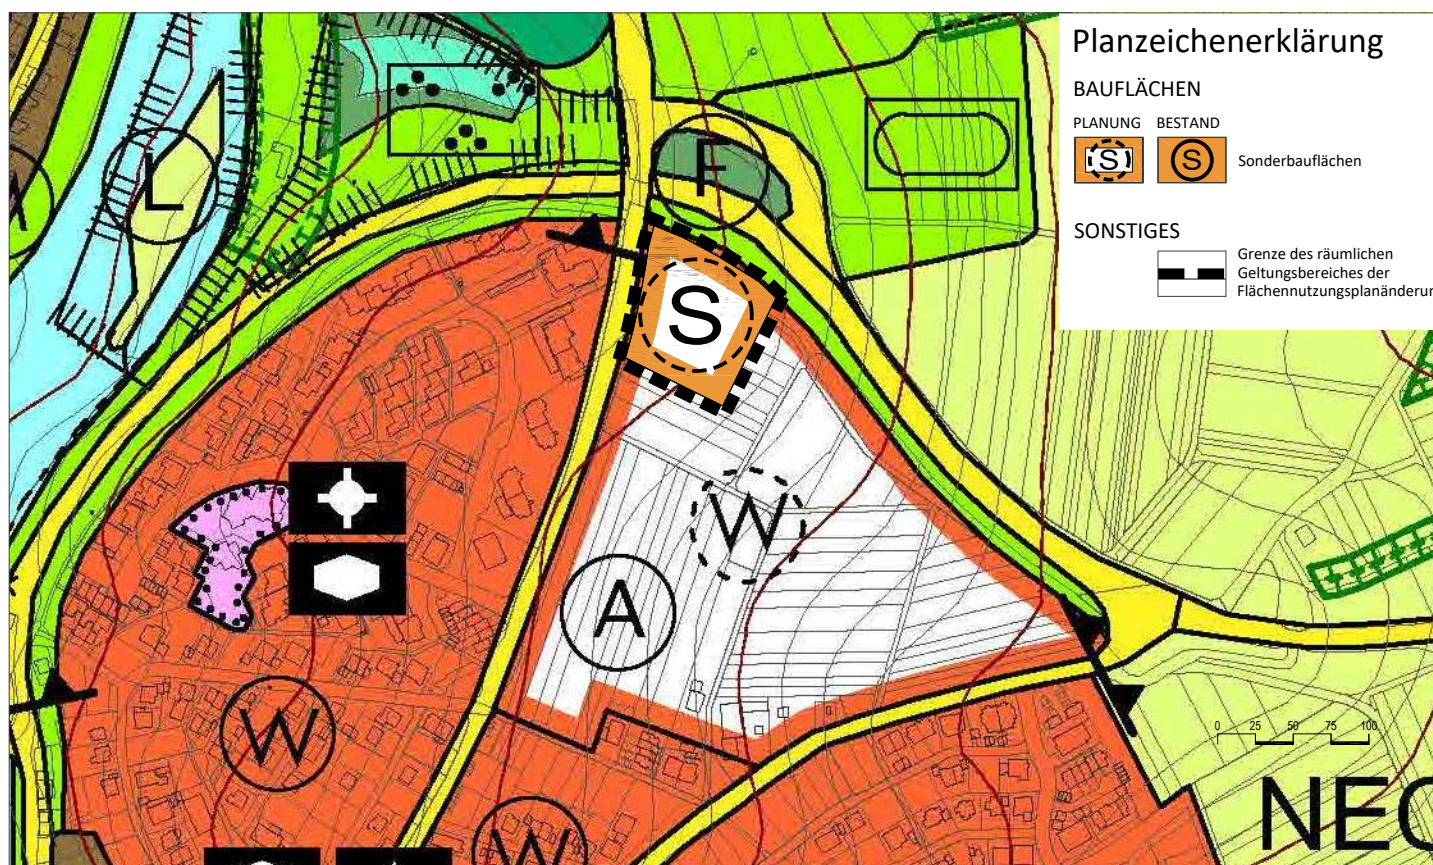 Planzeichenerklärung
BAUFLÄCHEN
PLANUNG BESTAND
S S Sonderbauflächen
SONSTIGES
Grenze des räumlichen
Geltungsbereiches der
Flächennutzungsplanänderun
L
F
S
W
A
W
W
0 25 50 75 100
NEC